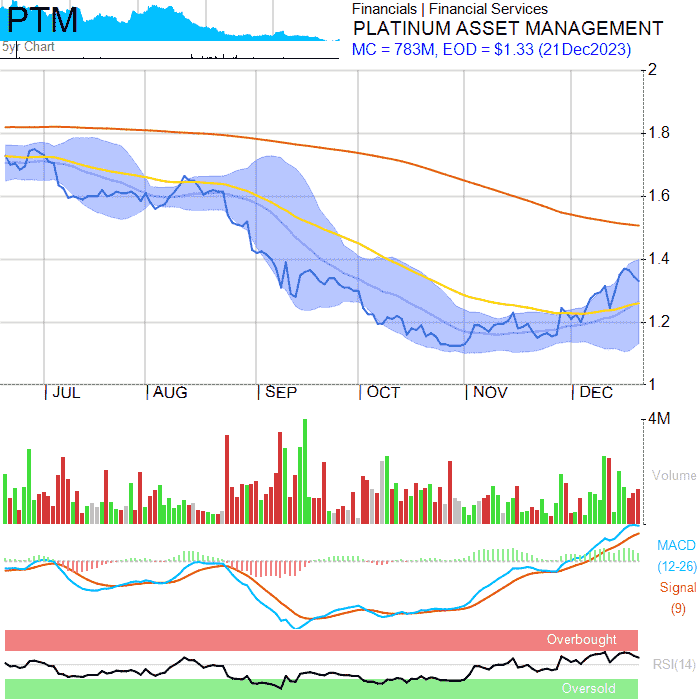 PTM
5yr Chart
Financials | Financial Services
PLATINUM ASSET MANAGEMENT
MC = 783M, EOD = $1.33 (21Dec2023)
2
1.8
1.6
1.4
1.2
1
JUL AUG SEP OCT NOV DEC
4M
Volume
MACD
(12-26)
Signal
(9)
Overbought
RSI(14)
Oversold